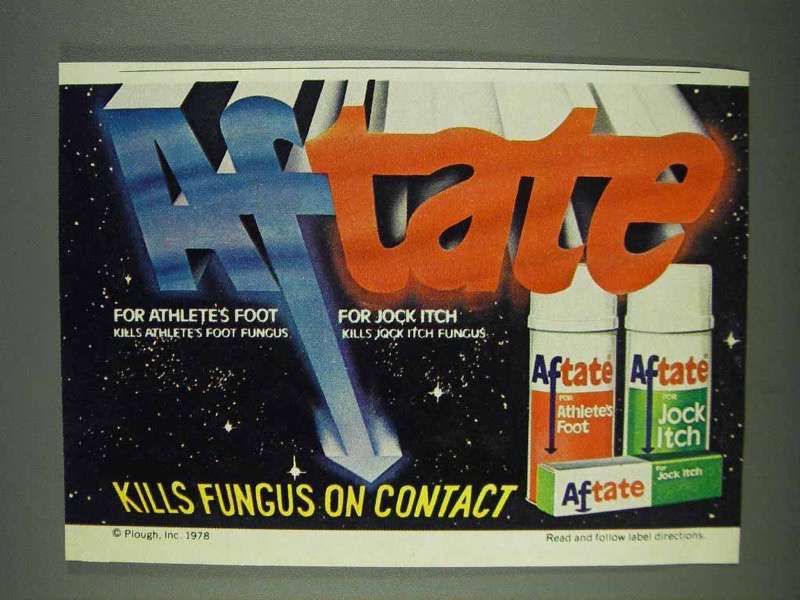 Aftate
FOR ATHLETE'S FOOT
KILLS ATHLETE'S FOOT FUNGUS
FOR JOCK ITCH
KILLS JOCK ITCH FUNGUS
Aftate
FOR
Athlete's
Foot
Aftate
FOR
Jock
Itch
Aftate
For
Jock Itch
KILLS FUNGUS ON CONTACT
© Plough, Inc. 1978
Read and follow label directions.